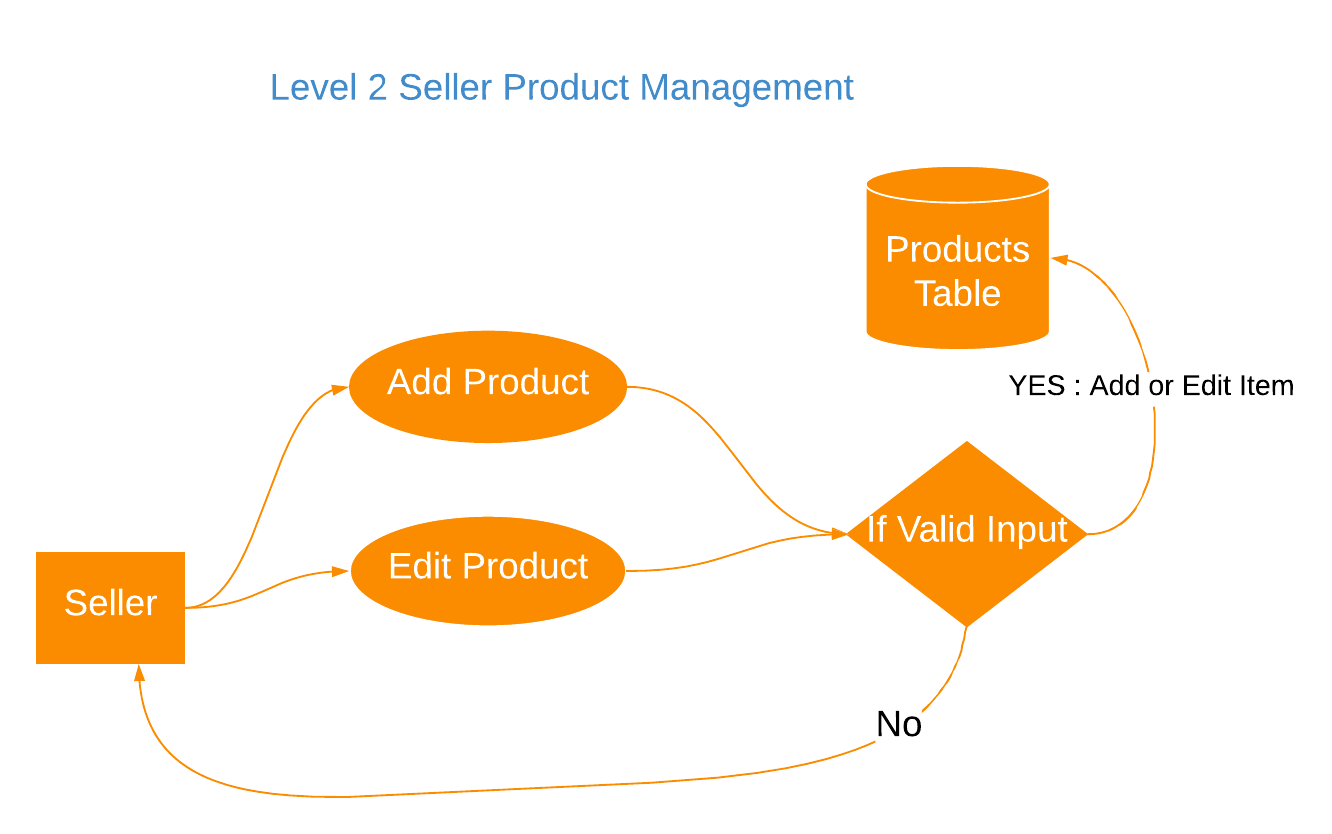 Level 2 Seller Product Management
Products
Table
Add Product
YES : Add or Edit Item
If Valid Input
Edit Product
Seller
No